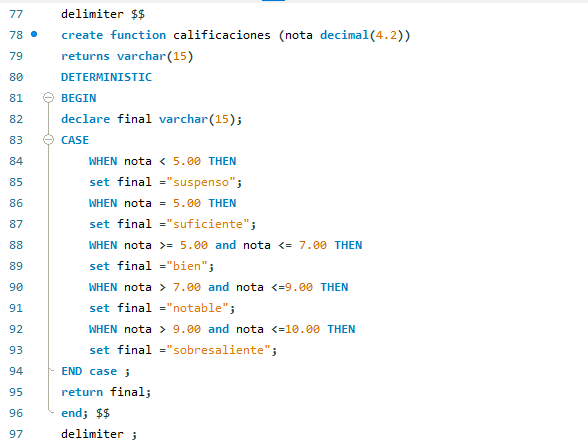 77 delimiter $$
78 create function calificaciones (nota decimal(4.2))
79 returns varchar(15)
80 DETERMINISTIC
81 BEGIN
82 declare final varchar(15);
83 CASE
84 WHEN nota < 5.00 THEN
85 set final ="suspenso";
86 WHEN nota = 5.00 THEN
87 set final ="suficiente";
88 WHEN nota >= 5.00 and nota <= 7.00 THEN
89 set final ="bien";
90 WHEN nota > 7.00 and nota <=9.00 THEN
91 set final ="notable";
92 WHEN nota > 9.00 and nota <=10.00 THEN
93 set final ="sobresaliente";
94 END case ;
95 return final;
96 end; $$
97 delimiter ;